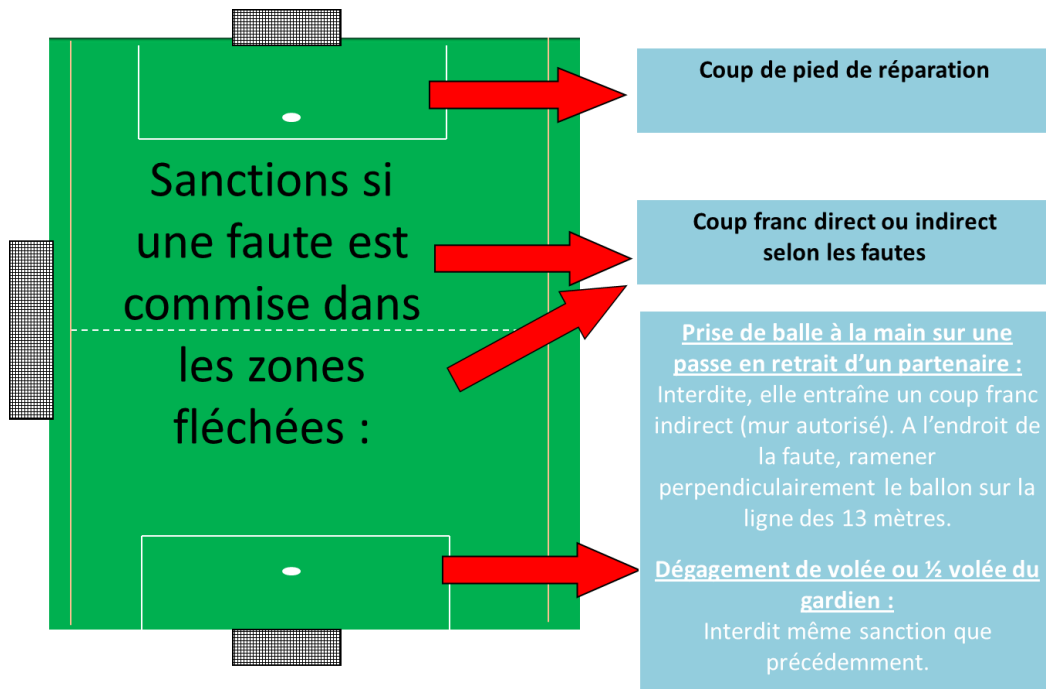 Sanctions si
une faute est
commise dans
les zones
fléchées :
Coup de pied de réparation
Coup franc direct ou indirect
selon les fautes
Prise de balle à la main sur une
passe en retrait d’un partenaire :
Interdite, elle entraîne un coup franc
indirect (mur autorisé). A l’endroit de
la faute, ramener
perpendiculairement le ballon sur la
ligne des 13 mètres.
Dégagement de volée ou ½ volée du
gardien :
Interdit même sanction que
précédemment.